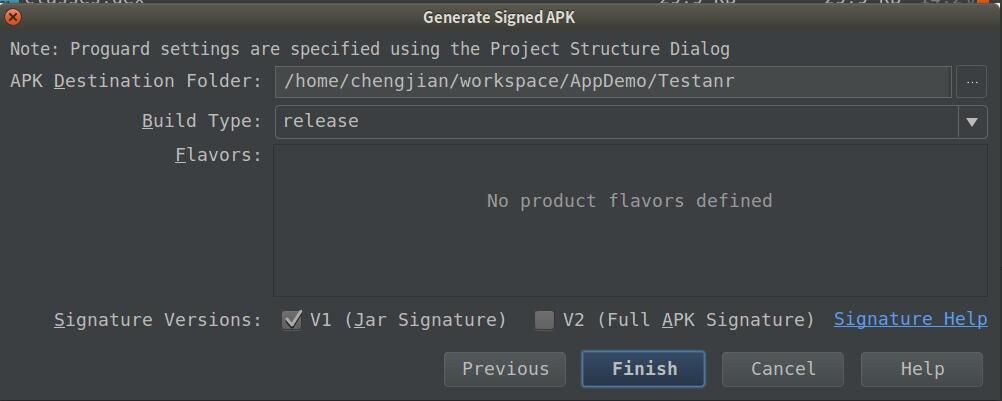 Generate Signed APK
Note: Proguard settings are specified using the Project Structure Dialog
APK Destination Folder: /home/chengjian/workspace/AppDemo/Testanr ...
Build Type: release
Flavors:
No product flavors defined
Signature Versions: V1 (Jar Signature) V2 (Full APK Signature) Signature Help
Previous Finish Cancel Help